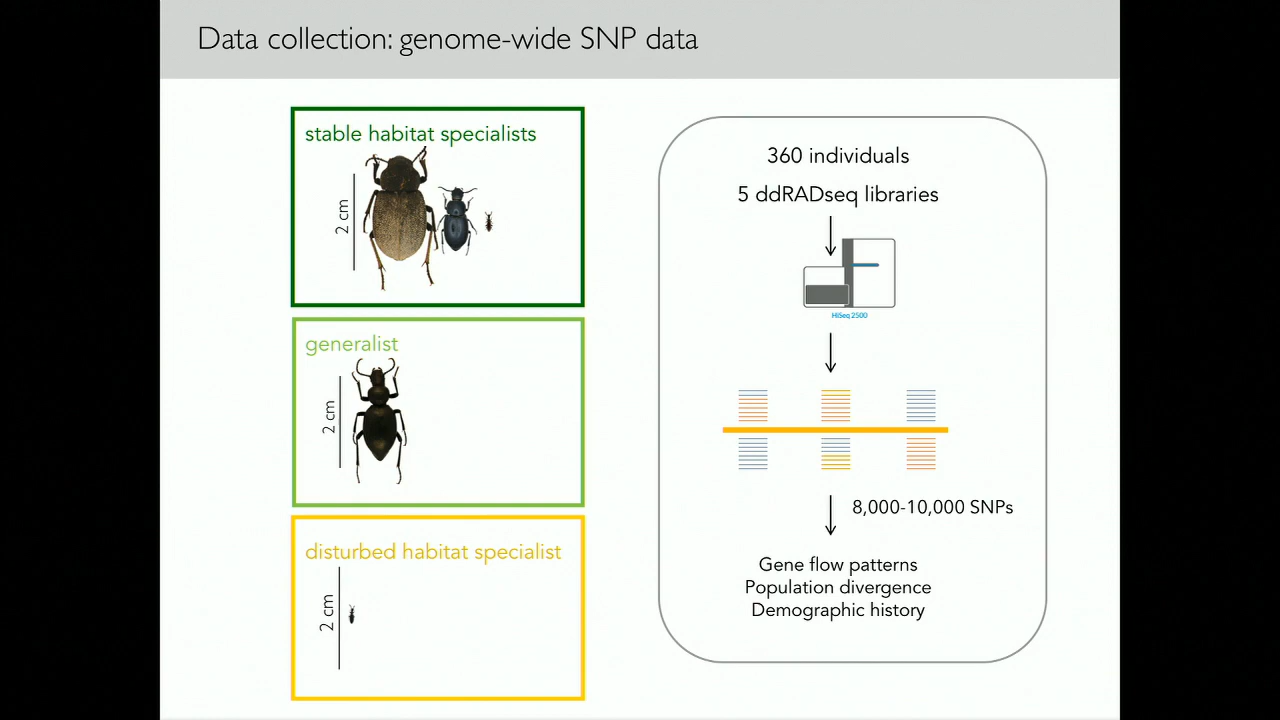 Data collection: genome-wide SNP data
stable habitat specialists
2 cm
generalist
2 cm
disturbed habitat specialist
2 cm
360 individuals
5 ddRADseq libraries
HiSeq 2500
8,000-10,000 SNPs
Gene flow patterns
Population divergence
Demographic history